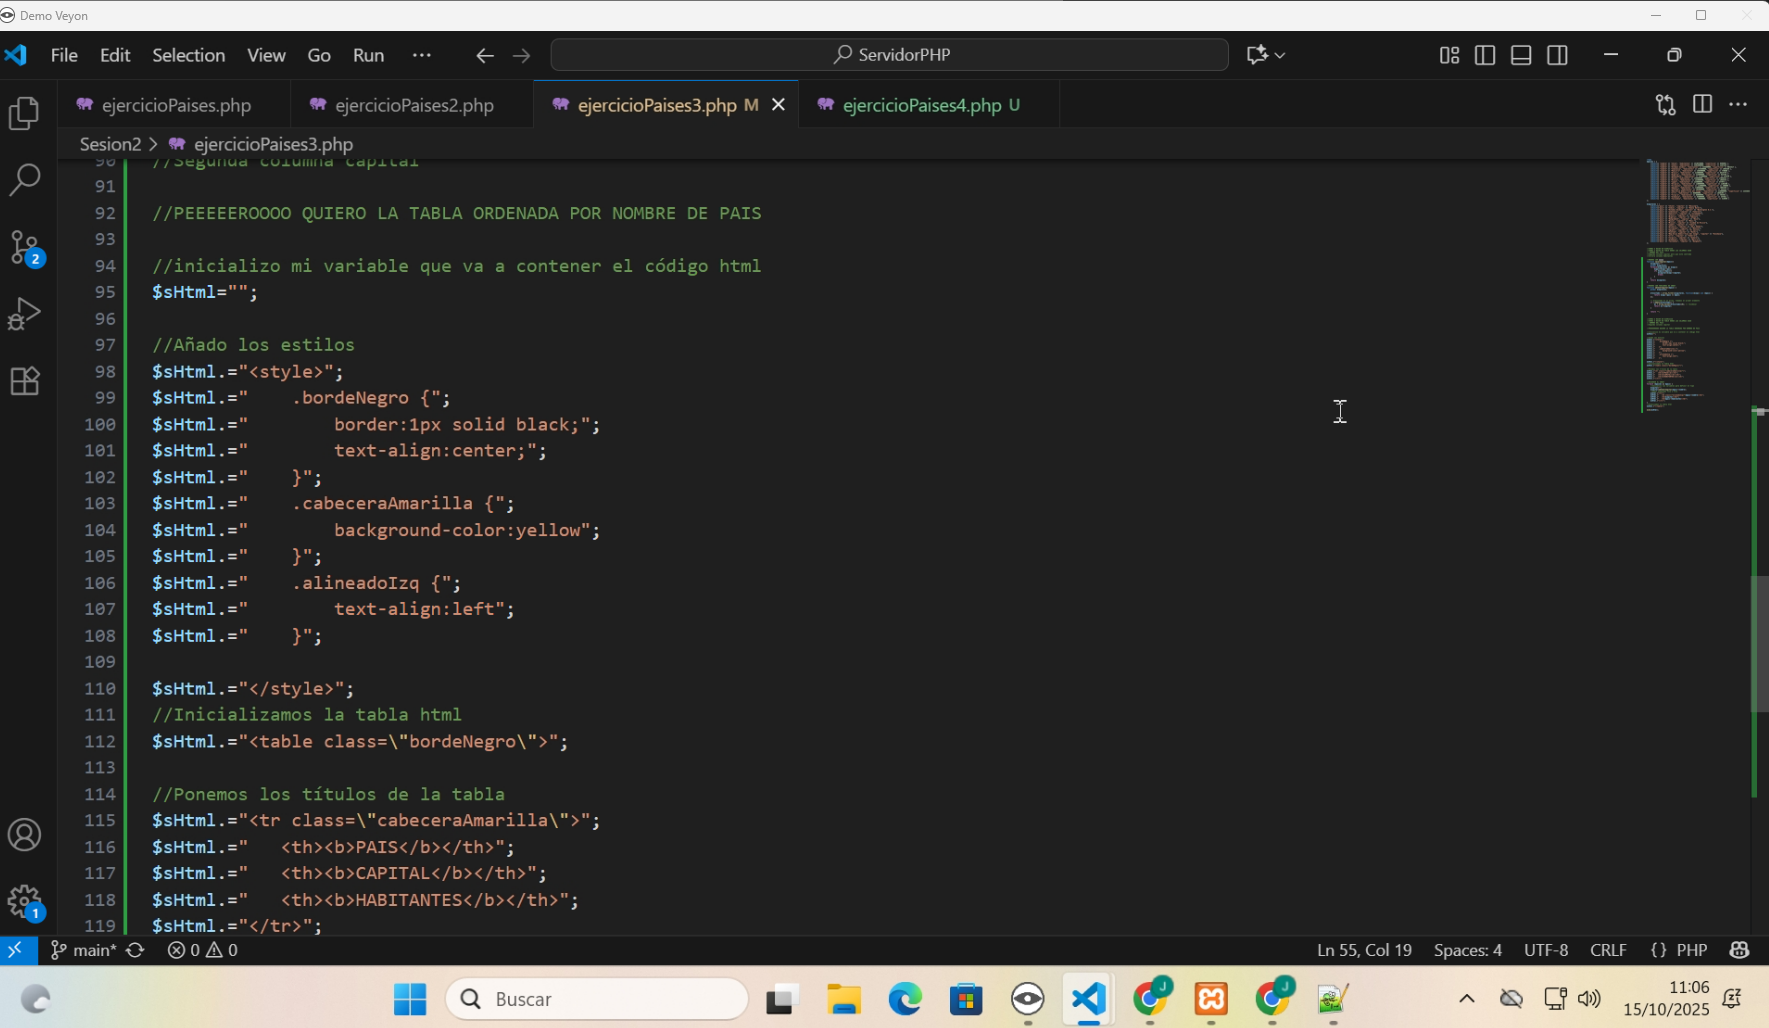 Demo Veyon
File Edit Selection View Go Run ··· ServidorPHP
ejercicioPaises.php ejercicioPaises2.php ejercicioPaises3.php M ejercicioPaises4.php U
Sesion2 > ejercicioPaises3.php
90 //Segunda columna capital
91
92 //PEEEEEROOOO QUIERO LA TABLA ORDENADA POR NOMBRE DE PAIS
93
94 //inicializo mi variable que va a contener el código html
95 $sHtml="";
96
97 //Añado los estilos
98 $sHtml.="<style>";
99 $sHtml.="    .bordeNegro {";
100 $sHtml.="        border:1px solid black;";
101 $sHtml.="        text-align:center;";
102 $sHtml.="    }";
103 $sHtml.="    .cabeceraAmarilla {";
104 $sHtml.="        background-color:yellow";
105 $sHtml.="    }";
106 $sHtml.="    .alineadoIzq {";
107 $sHtml.="        text-align:left";
108 $sHtml.="    }";
109
110 $sHtml.="</style>";
111 //Inicializamos la tabla html
112 $sHtml.="<table class=\"bordeNegro\">";
113
114 //Ponemos los títulos de la tabla
115 $sHtml.="<tr class=\"cabeceraAmarilla\">";
116 $sHtml.="   <th><b>PAIS</b></th>";
117 $sHtml.="   <th><b>CAPITAL</b></th>";
118 $sHtml.="   <th><b>HABITANTES</b></th>";
119 $sHtml.="</tr>";
2
1
main* 0 0 Ln 55, Col 19 Spaces: 4 UTF-8 CRLF {} PHP
Buscar
J
J
11:06
15/10/2025